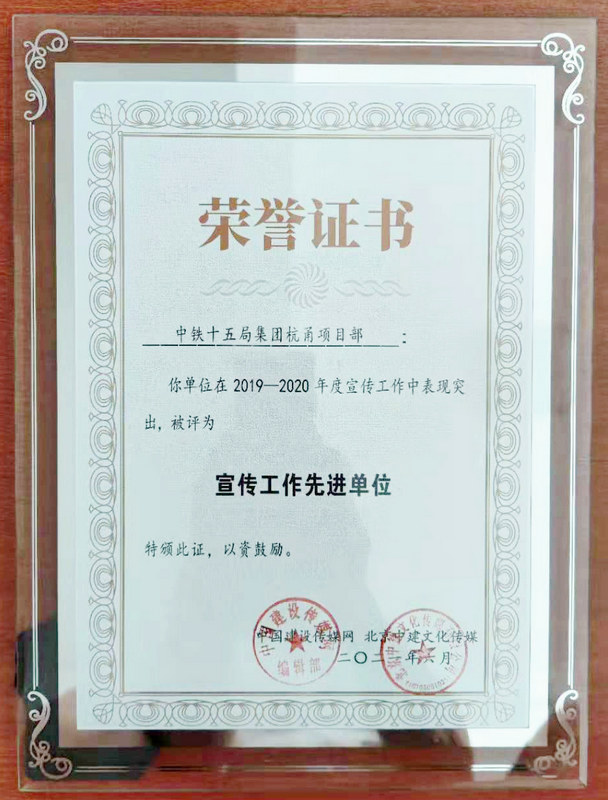 荣誉证书
中铁十五局集团杭甬项目部：
你单位在2019—2020年度宣传工作中表现突
出，被评为
宣传工作先进单位
特颁此证，以资鼓励。
中国建设传媒网 北京中建文化传媒
二〇二一年六月